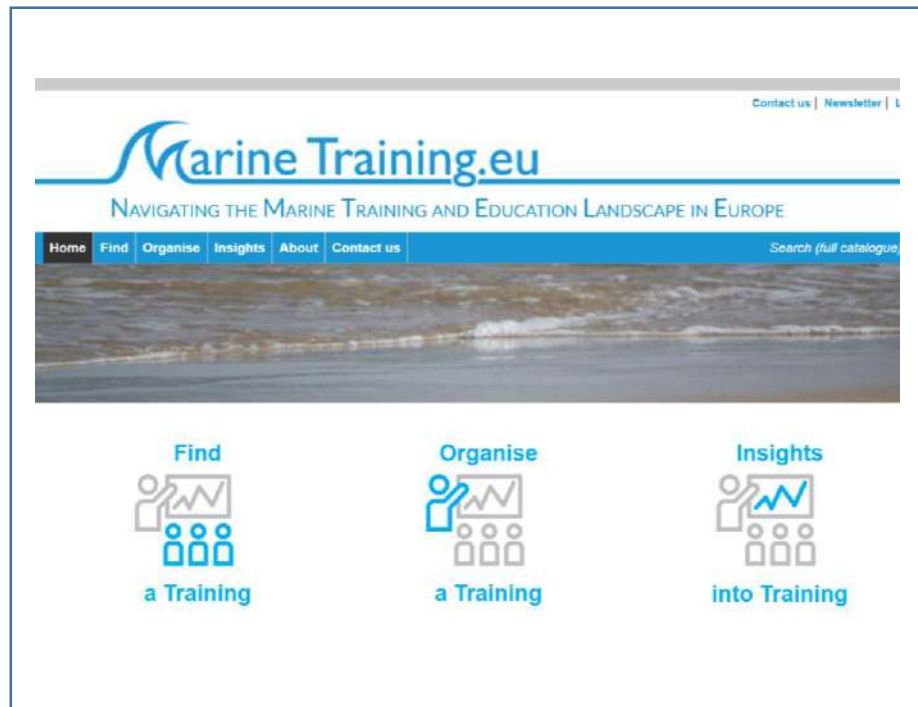 Contact us | Newsletter |
Marine Training.eu
NAVIGATING THE MARINE TRAINING AND EDUCATION LANDSCAPE IN EUROPE
Home Find Organise Insights About Contact us Search (full catalogue)
Find Organise Insights
a Training a Training into Training